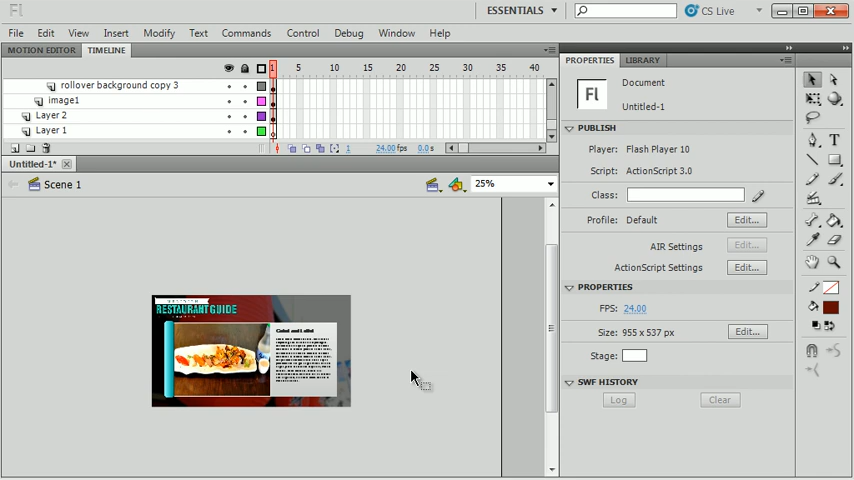 Fl
ESSENTIALS
CS Live
File Edit View Insert Modify Text Commands Control Debug Window Help
MOTION EDITOR TIMELINE
1 5 10 15 20 25 30 35 40
rollover background copy 3
image1
Layer 2
Layer 1
1 24.00 fps 0.0 s
Untitled-1*
Scene 1
25%
RESTAURANT GUIDE
PROPERTIES LIBRARY
Fl
Document
Untitled-1
PUBLISH
Player: Flash Player 10
Script: ActionScript 3.0
Class:
Profile: Default Edit...
AIR Settings Edit...
ActionScript Settings Edit...
PROPERTIES
FPS: 24.00
Size: 955 x 537 px Edit...
Stage:
SWF HISTORY
Log Clear
T